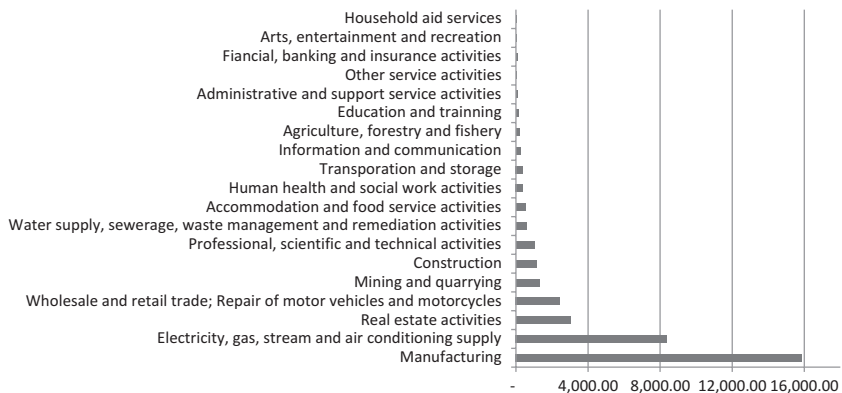 Household aid services
Arts, entertainment and recreation
Fiancial, banking and insurance activities
Other service activities
Administrative and support service activities
Education and trainning
Agriculture, forestry and fishery
Information and communication
Transporation and storage
Human health and social work activities
Accommodation and food service activities
Water supply, sewerage, waste management and remediation activities
Professional, scientific and technical activities
Construction
Mining and quarrying
Wholesale and retail trade; Repair of motor vehicles and motorcycles
Real estate activities
Electricity, gas, stream and air conditioning supply
Manufacturing
- 4,000.00 8,000.00 12,000.00 16,000.00